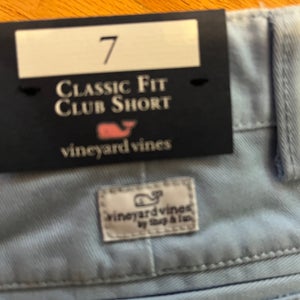 7
CLASSIC FIT
CLUB SHORT
vineyard vines
vineyard vines
by Shep & Ian